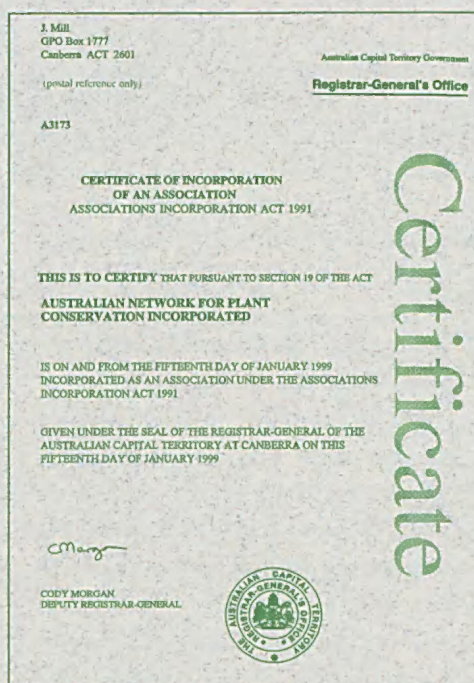 J. Mill
GPO Box 1777
Canberra ACT 2601
(postal reference only)
Australian Capital Territory Government
Registrar-General's Office
A3173
Certificate
CERTIFICATE OF INCORPORATION
OF AN ASSOCIATION
ASSOCIATIONS INCORPORATION ACT 1991
THIS IS TO CERTIFY THAT PURSUANT TO SECTION 19 OF THE ACT
AUSTRALIAN NETWORK FOR PLANT
CONSERVATION INCORPORATED
IS ON AND FROM THE FIFTEENTH DAY OF JANUARY 1999
INCORPORATED AS AN ASSOCIATION UNDER THE ASSOCIATIONS
INCORPORATION ACT 1991
GIVEN UNDER THE SEAL OF THE REGISTRAR-GENERAL OF THE
AUSTRALIAN CAPITAL TERRITORY AT CANBERRA ON THIS
FIFTEENTH DAY OF JANUARY 1999
CMorgan
CODY MORGAN
DEPUTY REGISTRAR-GENERAL
THE AUSTRALIAN CAPITAL TERRITORY
REGISTRAR-GENERAL'S OFFICE